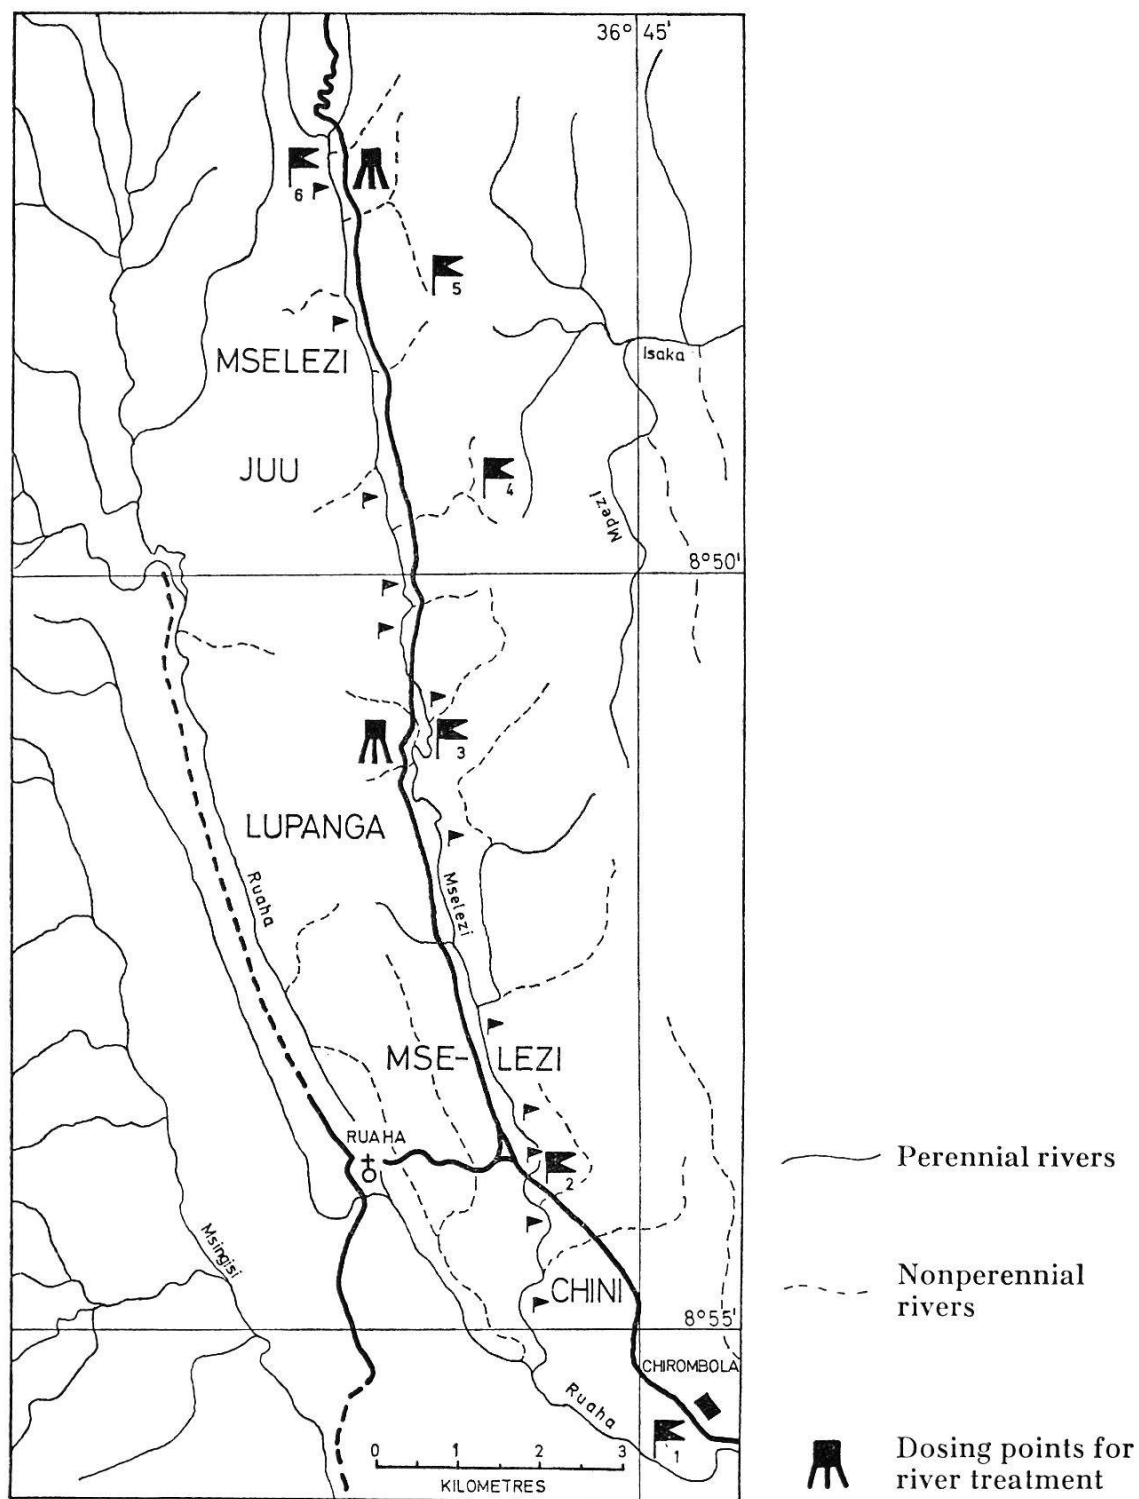 36° 45'
6
5
Isaka
MSELEZI
JUU
4
Mpezi
8°50'
3
LUPANGA
Ruaha
Mselezi
MSE- LEZI
RUAHA
2
Msingisi
CHINI
8°55'
CHIROMBOLA
Ruaha
1
0 1 2 3
KILOMETRES
Perennial rivers
Nonperennial
rivers
Dosing points for
river treatment